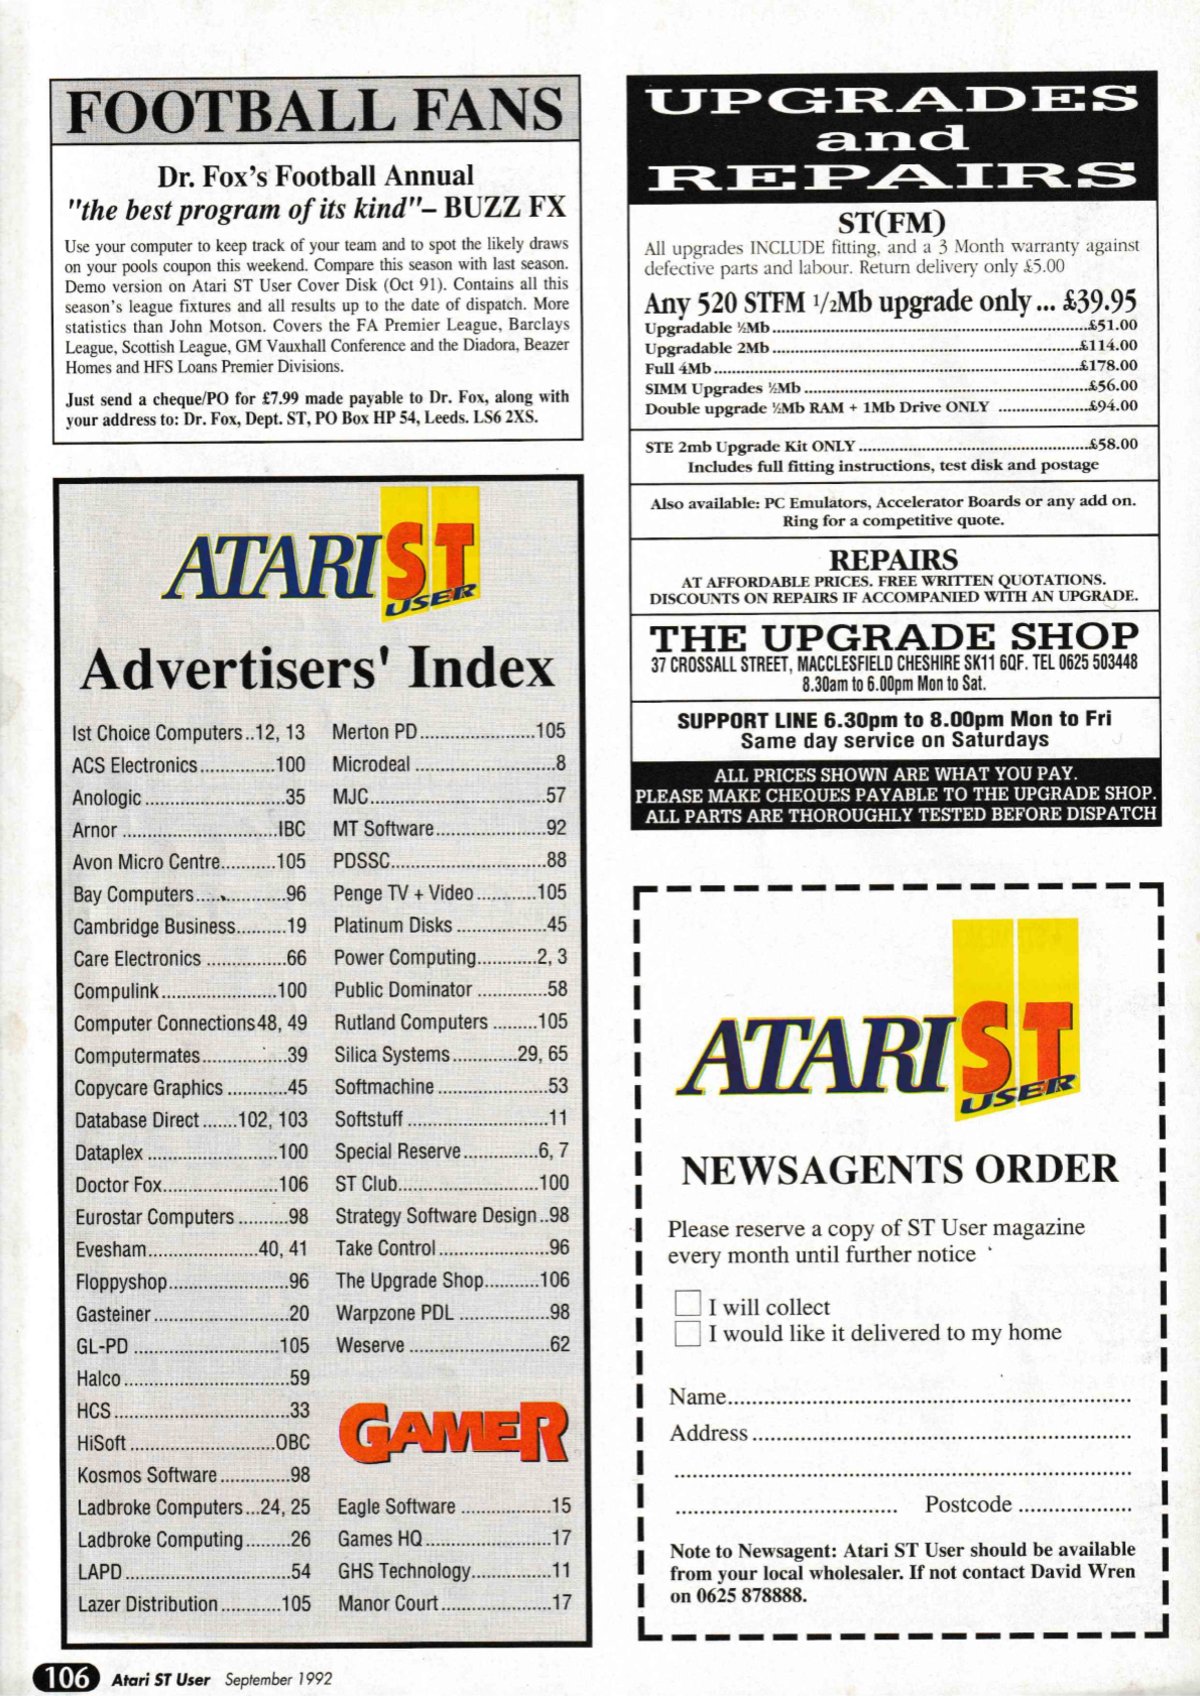 FOOTBALL FANS
Dr. Fox's Football Annual
"the best program of its kind"– BUZZ FX
Use your computer to keep track of your team and to spot the likely draws
on your pools coupon this weekend. Compare this season with last season.
Demo version on Atari ST User Cover Disk (Oct 91). Contains all this
season's league fixtures and all results up to the date of dispatch. More
statistics than John Motson. Covers the FA Premier League, Barclays
League, Scottish League, GM Vauxhall Conference and the Diadora, Beazer
Homes and HFS Loans Premier Divisions.
Just send a cheque/PO for £7.99 made payable to Dr. Fox, along with
your address to: Dr. Fox, Dept. ST, PO Box HP 54, Leeds. LS6 2XS.
ATARI ST
USER
Advertisers' Index
Ist Choice Computers..12, 13
ACS Electronics...............100
Anologic............................35
Arnor ...............................IBC
Avon Micro Centre...........105
Bay Computers..................96
Cambridge Business..........19
Care Electronics ................66
Compulink.......................100
Computer Connections48, 49
Computermates.................39
Copycare Graphics ............45
Database Direct.......102, 103
Dataplex ..........................100
Doctor Fox.......................106
Eurostar Computers ..........98
Evesham......................40, 41
Floppyshop........................96
Gasteiner...........................20
GL-PD .............................105
Halco.................................59
HCS...................................33
HiSoft .............................OBC
Kosmos Software..............98
Ladbroke Computers...24, 25
Ladbroke Computing.........26
LAPD.................................54
Lazer Distribution............105
Merton PD.......................105
Microdeal ............................8
MJC...................................57
MT Software......................92
PDSSC...............................88
Penge TV + Video ............105
Platinum Disks ..................45
Power Computing............2, 3
Public Dominator ..............58
Rutland Computers .........105
Silica Systems.............29, 65
Softmachine ......................53
Softstuff ............................11
Special Reserve...............6, 7
ST Club............................100
Strategy Software Design..98
Take Control......................96
The Upgrade Shop...........106
Warpzone PDL ..................98
Weserve ............................62
GAMER
Eagle Software ..................15
Games HQ.........................17
GHS Technology................11
Manor Court......................17
UPGRADES
and
REPAIRS
ST(FM)
All upgrades INCLUDE fitting, and a 3 Month warranty against
defective parts and labour. Return delivery only £5.00
Any 520 STFM 1/2Mb upgrade only ... £39.95
Upgradable ½Mb..............................................................£51.00
Upgradable 2Mb.............................................................£114.00
Full 4Mb.........................................................................£178.00
SIMM Upgrades ½Mb........................................................£56.00
Double upgrade ½Mb RAM + 1Mb Drive ONLY ..................£94.00
STE 2mb Upgrade Kit ONLY..............................................£58.00
Includes full fitting instructions, test disk and postage
Also available: PC Emulators, Accelerator Boards or any add on.
Ring for a competitive quote.
REPAIRS
AT AFFORDABLE PRICES. FREE WRITTEN QUOTATIONS.
DISCOUNTS ON REPAIRS IF ACCOMPANIED WITH AN UPGRADE.
THE UPGRADE SHOP
37 CROSSALL STREET, MACCLESFIELD CHESHIRE SK11 6QF. TEL 0625 503448
8.30am to 6.00pm Mon to Sat.
SUPPORT LINE 6.30pm to 8.00pm Mon to Fri
Same day service on Saturdays
ALL PRICES SHOWN ARE WHAT YOU PAY.
PLEASE MAKE CHEQUES PAYABLE TO THE UPGRADE SHOP.
ALL PARTS ARE THOROUGHLY TESTED BEFORE DISPATCH
ATARI ST
USER
NEWSAGENTS ORDER
Please reserve a copy of ST User magazine
every month until further notice
I will collect
I would like it delivered to my home
Name....................................................................
Address................................................................
.............................................................................
..................................... Postcode ...................
Note to Newsagent: Atari ST User should be available
from your local wholesaler. If not contact David Wren
on 0625 878888.
106 Atari ST User September 1992